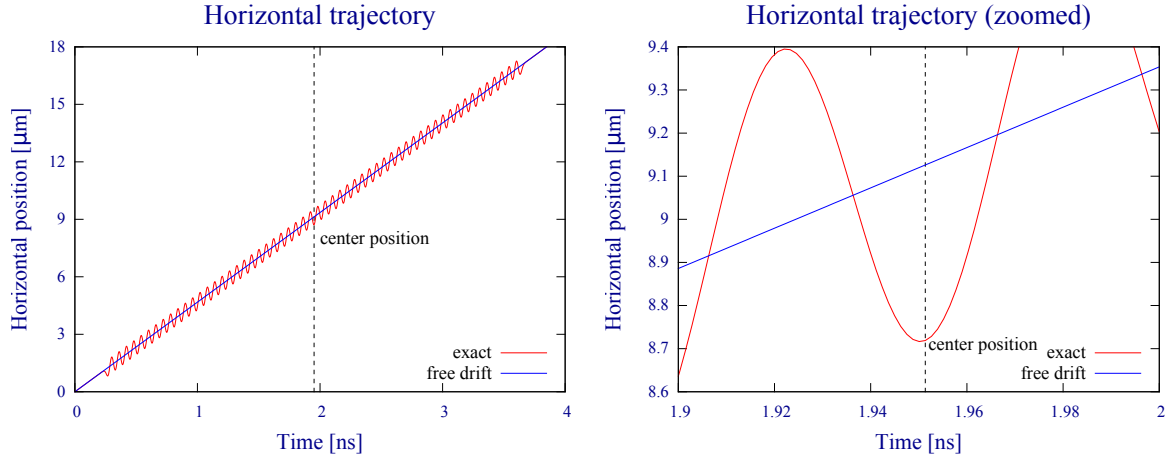 Horizontal trajectory
Horizontal position [μm]
18
15
12
9
6
3
0
center position
exact
free drift
0
1
2
3
4
Time [ns]
Horizontal trajectory (zoomed)
Horizontal position [μm]
9.4
9.3
9.2
9.1
9
8.9
8.8
8.7
8.6
center position
exact
free drift
1.9
1.92
1.94
1.96
1.98
2
Time [ns]